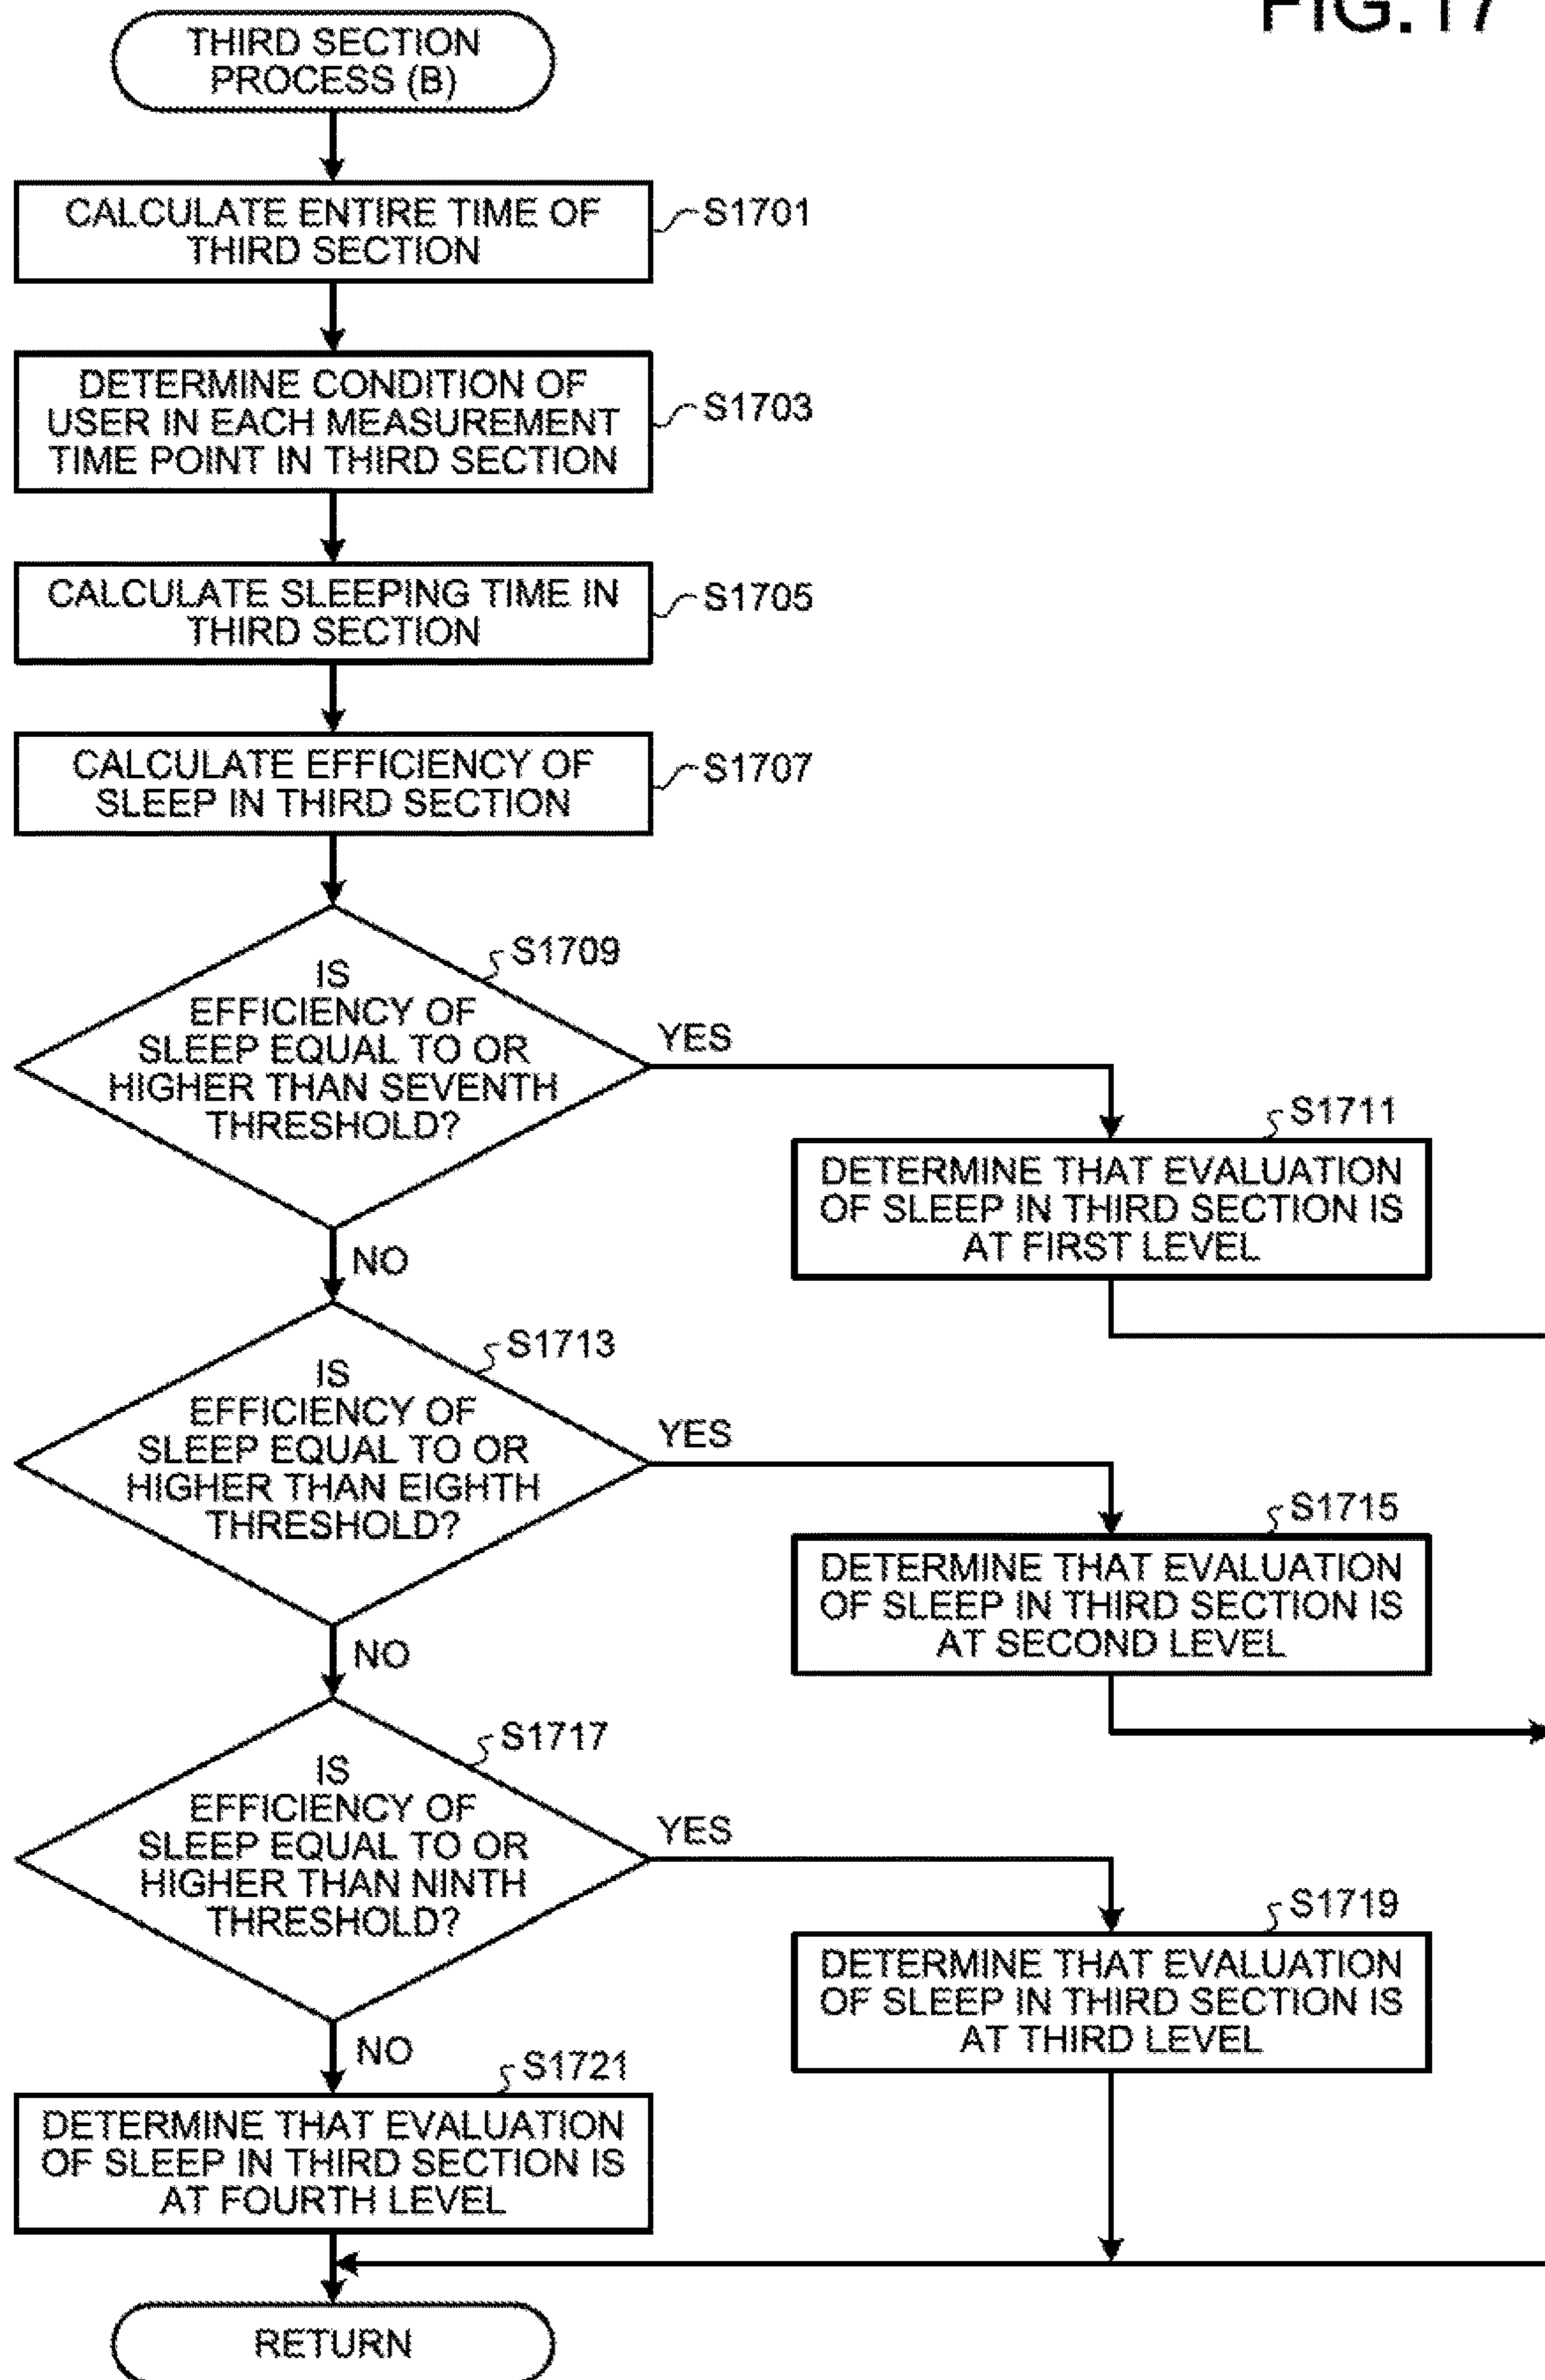 FIG.17
THIRD SECTION
PROCESS (B)
CALCULATE ENTIRE TIME OF
THIRD SECTION
S1701
DETERMINE CONDITION OF
USER IN EACH MEASUREMENT
TIME POINT IN THIRD SECTION
S1703
CALCULATE SLEEPING TIME IN
THIRD SECTION
S1705
CALCULATE EFFICIENCY OF
SLEEP IN THIRD SECTION
S1707
S1709
IS
EFFICIENCY OF
SLEEP EQUAL TO OR
HIGHER THAN SEVENTH
THRESHOLD?
YES
S1711
DETERMINE THAT EVALUATION
OF SLEEP IN THIRD SECTION IS
AT FIRST LEVEL
NO
S1713
IS
EFFICIENCY OF
SLEEP EQUAL TO OR
HIGHER THAN EIGHTH
THRESHOLD?
YES
S1715
DETERMINE THAT EVALUATION
OF SLEEP IN THIRD SECTION IS
AT SECOND LEVEL
NO
S1717
IS
EFFICIENCY OF
SLEEP EQUAL TO OR
HIGHER THAN NINTH
THRESHOLD?
YES
S1719
DETERMINE THAT EVALUATION
OF SLEEP IN THIRD SECTION IS
AT THIRD LEVEL
NO
S1721
DETERMINE THAT EVALUATION
OF SLEEP IN THIRD SECTION IS
AT FOURTH LEVEL
RETURN